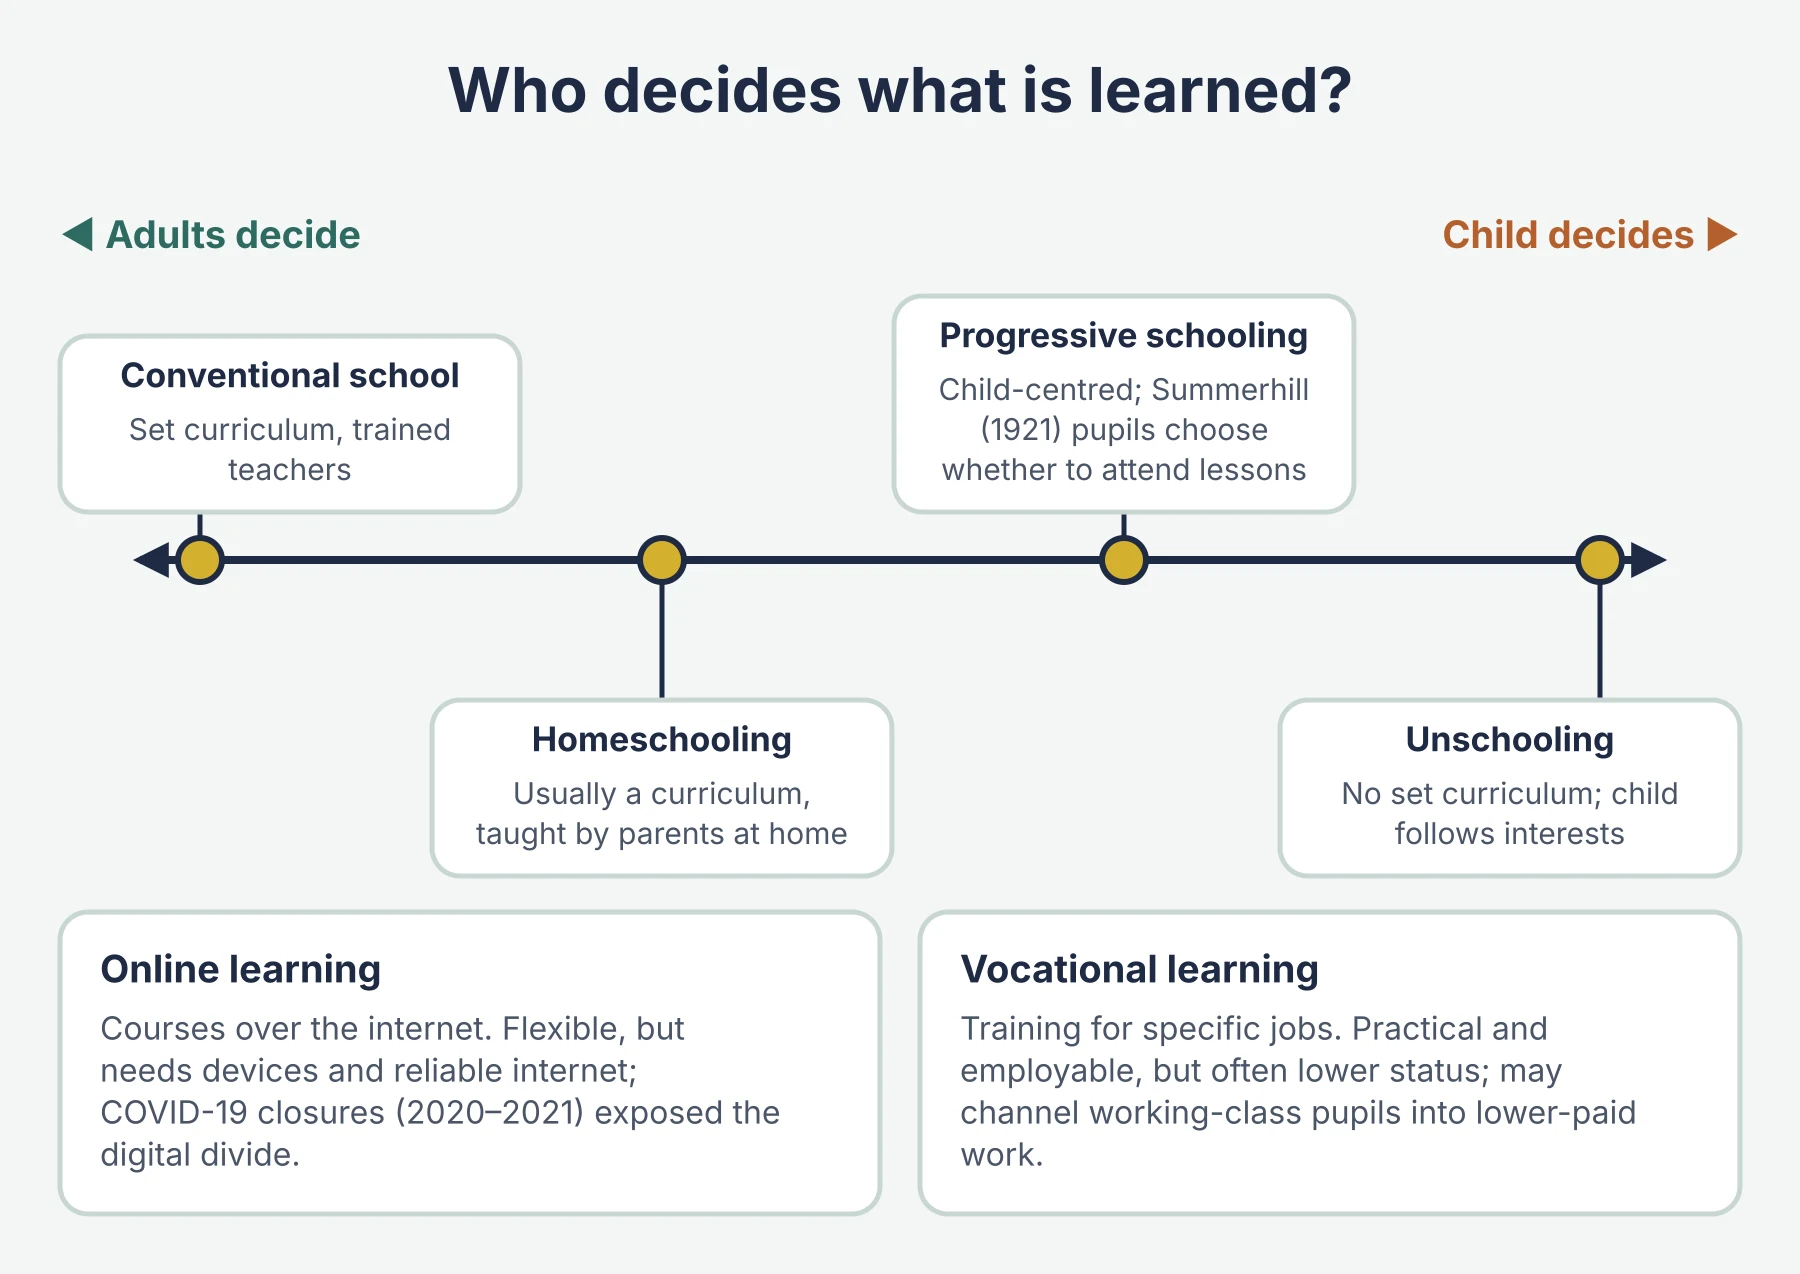 Who decides what is learned?
◀ Adults decide
Child decides ▶
Conventional school
Set curriculum, trained
teachers
Progressive schooling
Child-centred; Summerhill
(1921) pupils choose
whether to attend lessons
Homeschooling
Usually a curriculum,
taught by parents at home
Unschooling
No set curriculum; child
follows interests
Online learning
Courses over the internet. Flexible, but
needs devices and reliable internet;
COVID-19 closures (2020–2021) exposed the
digital divide.
Vocational learning
Training for specific jobs. Practical and
employable, but often lower status; may
channel working-class pupils into lower-paid
work.